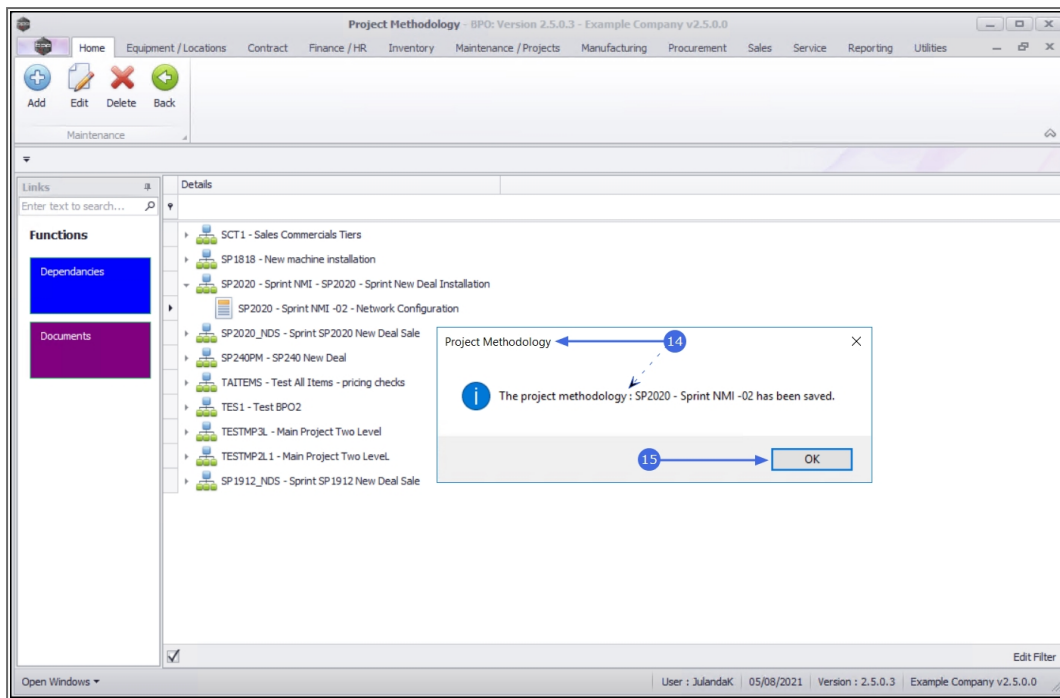 Project Methodology - BPO: Version 2.5.0.3 - Example Company v2.5.0.0
Home Equipment / Locations Contract Finance / HR Inventory Maintenance / Projects Manufacturing Procurement Sales Service Reporting Utilities
Add Edit Delete Back
Maintenance
Links
Enter text to search...
Functions
Dependancies
Documents
Details
SCT1 - Sales Commercials Tiers
SP1818 - New machine installation
SP2020 - Sprint NMI - SP2020 - Sprint New Deal Installation
SP2020 - Sprint NMI -02 - Network Configuration
SP2020_NDS - Sprint SP2020 New Deal Sale
SP240PM - SP240 New Deal
TAITEMS - Test All Items - pricing checks
TES1 - Test BPO2
TESTMP3L - Main Project Two Level
TESTMP2L1 - Main Project Two LeveL
SP1912_NDS - Sprint SP1912 New Deal Sale
Project Methodology
14
The project methodology : SP2020 - Sprint NMI -02 has been saved.
15
OK
Edit Filter
Open Windows
User : JulandaK 05/08/2021 Version : 2.5.0.3 Example Company v2.5.0.0